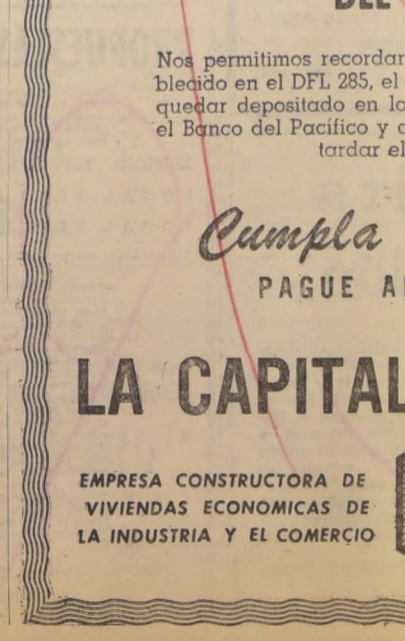 DEL
Nos permitimos recordar
blecido en el DFL 285, el
quedar depositado en la
el Banco del Pacífico y
tardar el
Cumpla
PAGUE
LA CAPITAL
EMPRESA CONSTRUCTORA DE
VIVIENDAS ECONOMICAS DE
LA INDUSTRIA Y EL COMERCIO